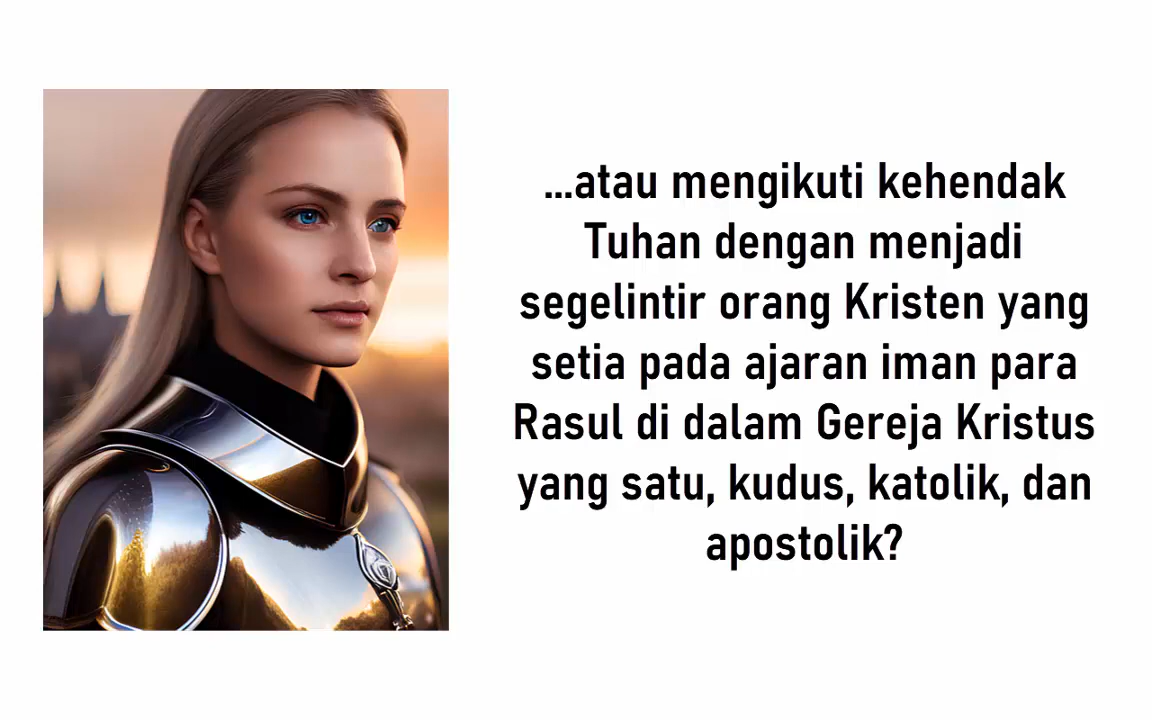 ...atau mengikuti kehendak
Tuhan dengan menjadi
segelintir orang Kristen yang
setia pada ajaran iman para
Rasul di dalam Gereja Kristus
yang satu, kudus, katolik, dan
apostolik?